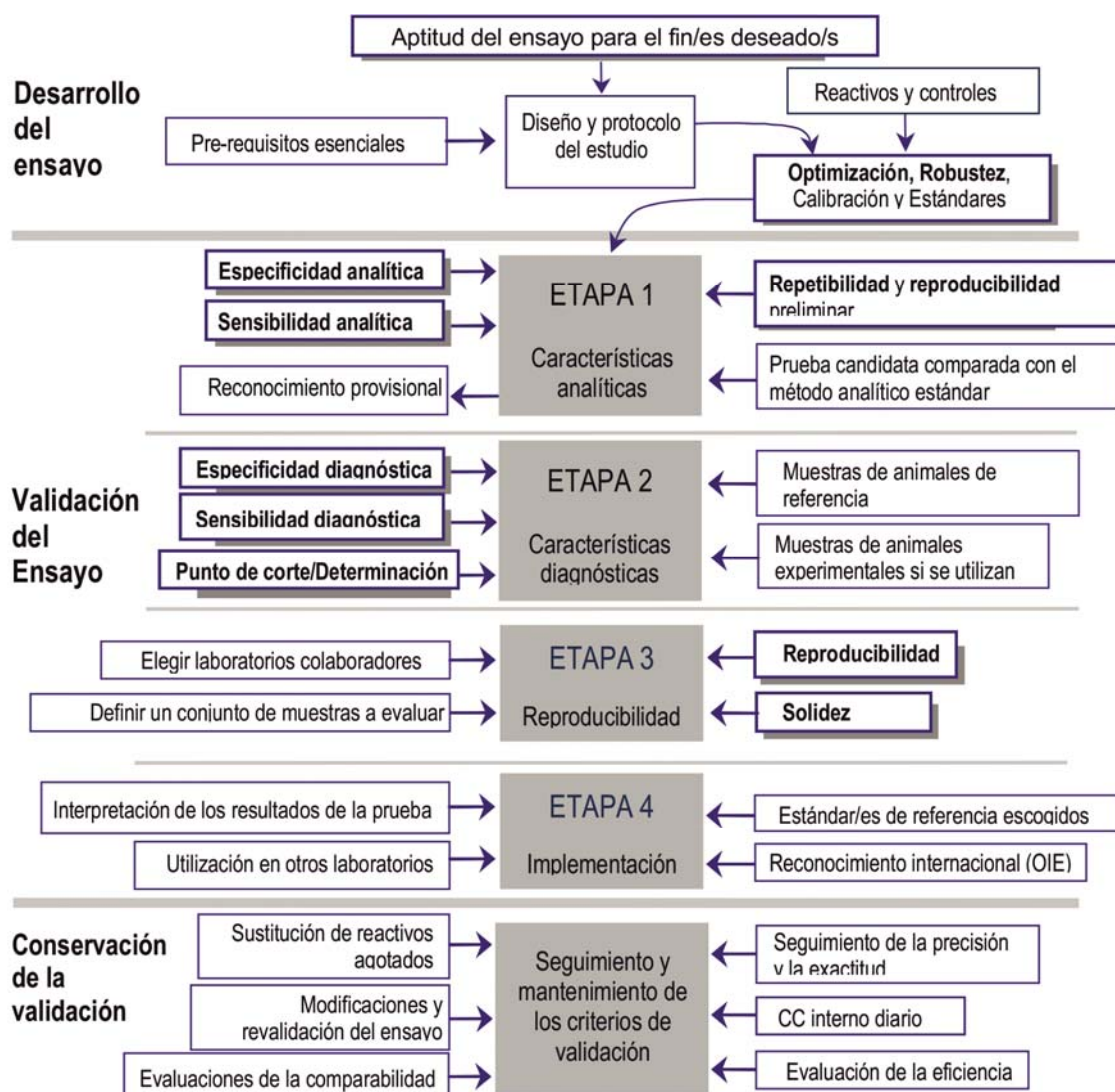 Aptitud del ensayo para el fin/es deseado/s
Desarrollo
del
ensayo
Pre-requisitos esenciales
Diseño y protocolo
del estudio
Reactivos y controles
Optimización, Robustez,
Calibración y Estándares
Validación
del
Ensayo
Especificidad analítica
Sensibilidad analítica
Reconocimiento provisional
ETAPA 1
Características
analíticas
Repetibilidad y reproducibilidad
preliminar
Prueba candidata comparada con el
método analítico estándar
Especificidad diagnóstica
Sensibilidad diagnóstica
Punto de corte/Determinación
ETAPA 2
Características
diagnósticas
Muestras de animales de
referencia
Muestras de animales
experimentales si se utilizan
Elegir laboratorios colaboradores
Definir un conjunto de muestras a evaluar
ETAPA 3
Reproducibilidad
Reproducibilidad
Solidez
Interpretación de los resultados de la prueba
Utilización en otros laboratorios
ETAPA 4
Implementación
Estándar/es de referencia escogidos
Reconocimiento internacional (OIE)
Conservación
de la
validación
Sustitución de reactivos
agotados
Modificaciones y
revalidación del ensayo
Evaluaciones de la comparabilidad
Seguimiento y
mantenimiento de
los criterios de
validación
Seguimiento de la precisión
y la exactitud
CC interno diario
Evaluación de la eficiencia